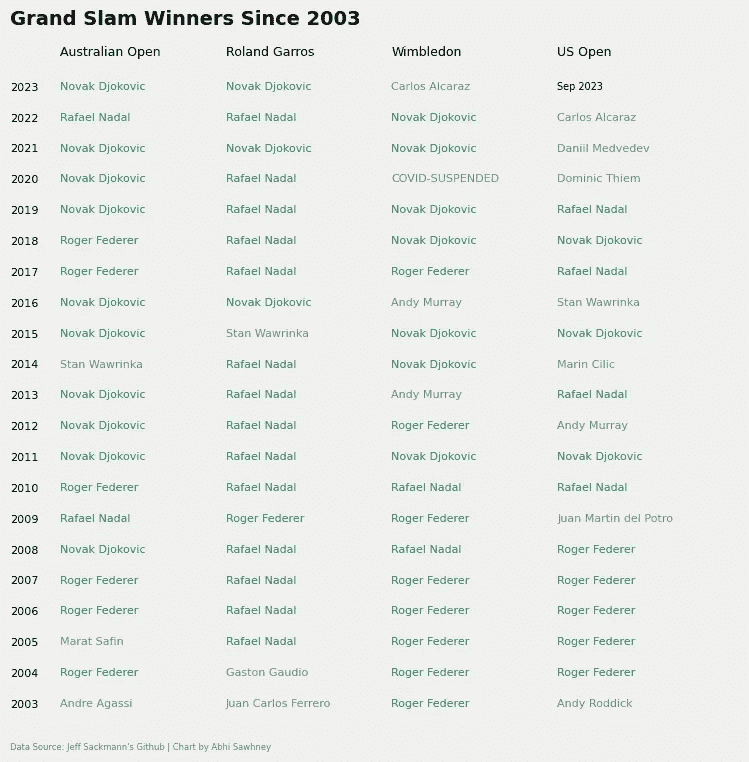 Grand Slam Winners Since 2003
Australian Open Roland Garros Wimbledon US Open
2023 Novak Djokovic Novak Djokovic Carlos Alcaraz Sep 2023
2022 Rafael Nadal Rafael Nadal Novak Djokovic Carlos Alcaraz
2021 Novak Djokovic Novak Djokovic Novak Djokovic Daniil Medvedev
2020 Novak Djokovic Rafael Nadal COVID-SUSPENDED Dominic Thiem
2019 Novak Djokovic Rafael Nadal Novak Djokovic Rafael Nadal
2018 Roger Federer Rafael Nadal Novak Djokovic Novak Djokovic
2017 Roger Federer Rafael Nadal Roger Federer Rafael Nadal
2016 Novak Djokovic Novak Djokovic Andy Murray Stan Wawrinka
2015 Novak Djokovic Stan Wawrinka Novak Djokovic Novak Djokovic
2014 Stan Wawrinka Rafael Nadal Novak Djokovic Marin Cilic
2013 Novak Djokovic Rafael Nadal Andy Murray Rafael Nadal
2012 Novak Djokovic Rafael Nadal Roger Federer Andy Murray
2011 Novak Djokovic Rafael Nadal Novak Djokovic Novak Djokovic
2010 Roger Federer Rafael Nadal Rafael Nadal Rafael Nadal
2009 Rafael Nadal Roger Federer Roger Federer Juan Martin del Potro
2008 Novak Djokovic Rafael Nadal Rafael Nadal Roger Federer
2007 Roger Federer Rafael Nadal Roger Federer Roger Federer
2006 Roger Federer Rafael Nadal Roger Federer Roger Federer
2005 Marat Safin Rafael Nadal Roger Federer Roger Federer
2004 Roger Federer Gaston Gaudio Roger Federer Roger Federer
2003 Andre Agassi Juan Carlos Ferrero Roger Federer Andy Roddick
Data Source: Jeff Sackmann's Github | Chart by Abhi Sawhney